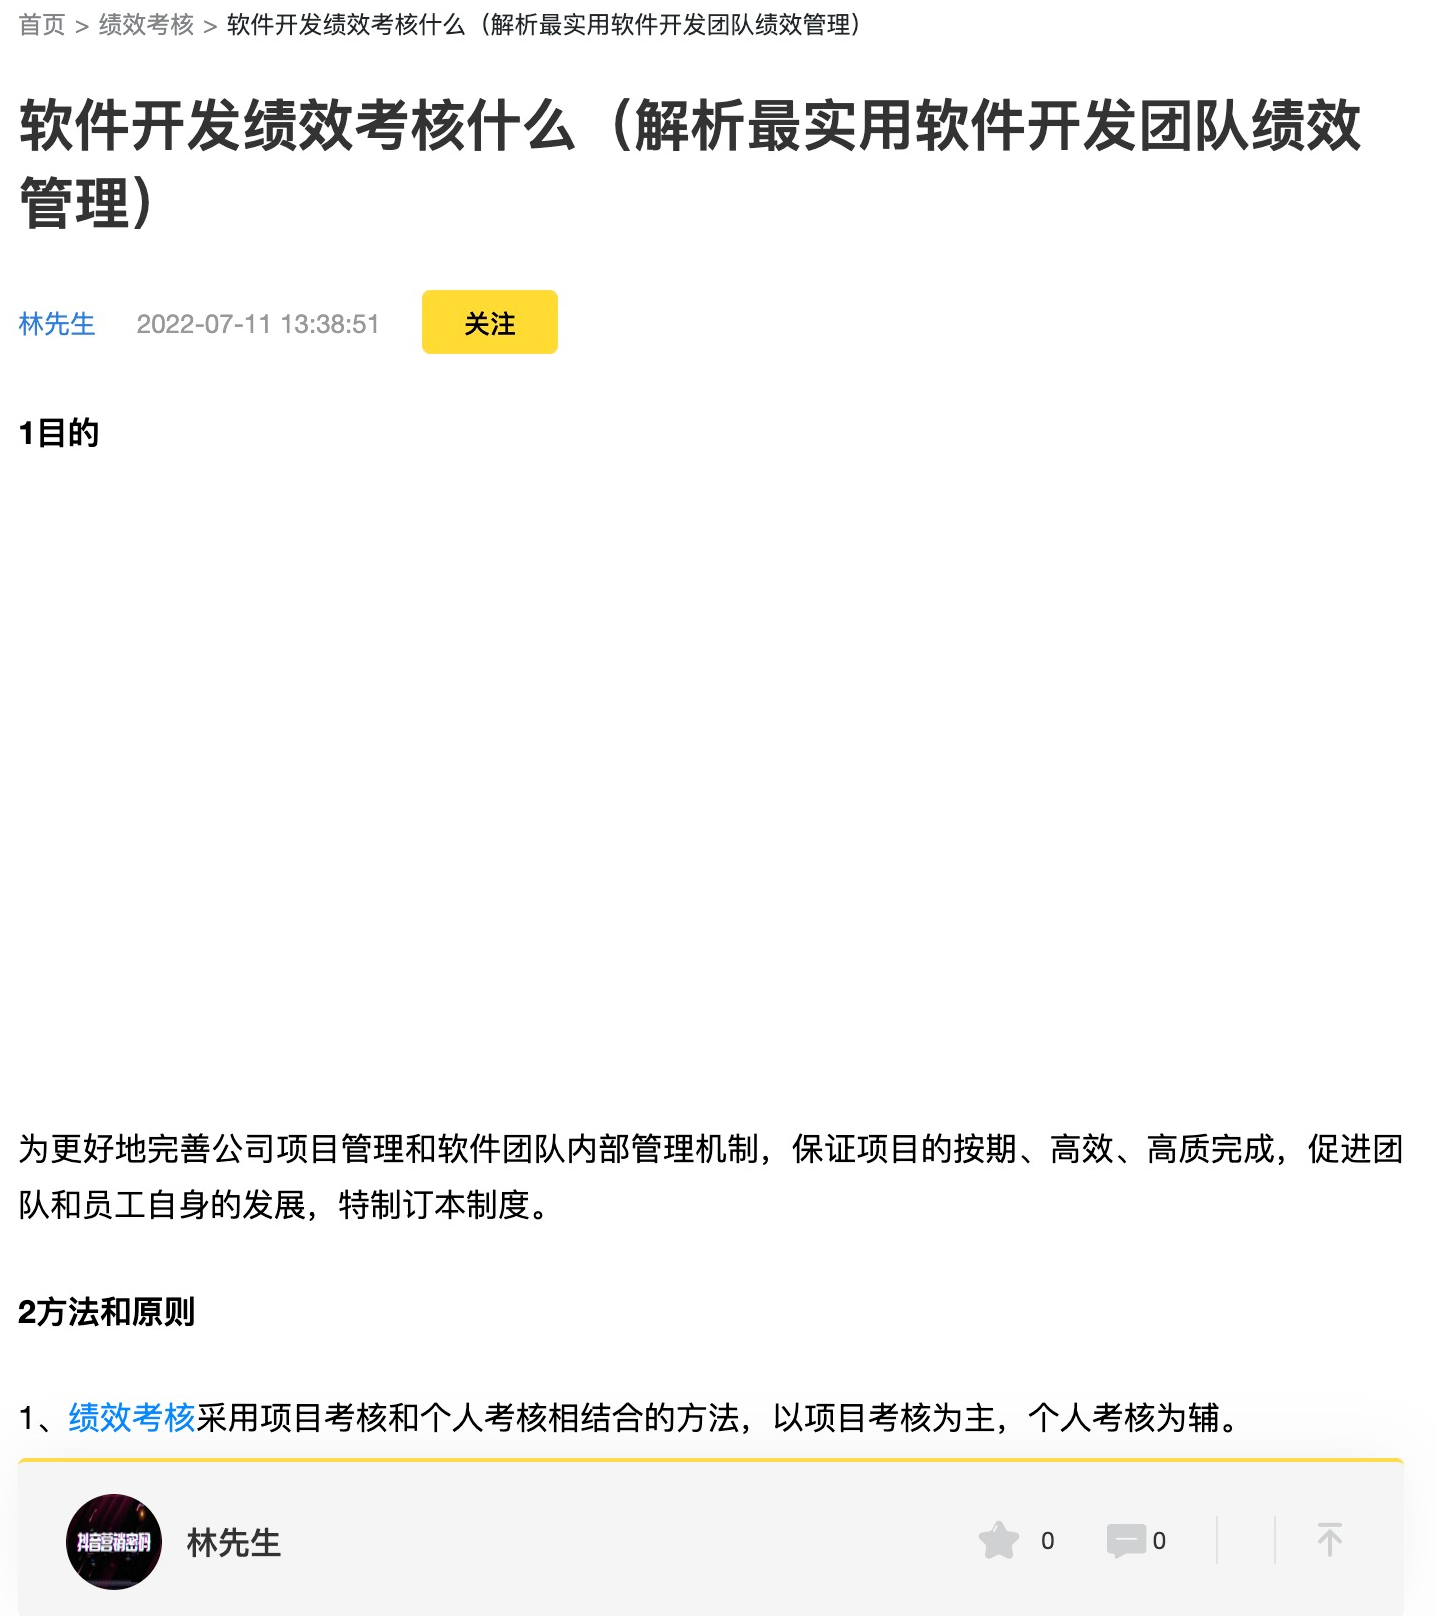 首页 > 绩效考核 > 软件开发绩效考核什么（解析最实用软件开发团队绩效管理）
软件开发绩效考核什么（解析最实用软件开发团队绩效
管理）
林先生 2022-07-11 13:38:51 关注
1目的
为更好地完善公司项目管理和软件团队内部管理机制，保证项目的按期、高效、高质完成，促进团
队和员工自身的发展，特制订本制度。
2方法和原则
1、绩效考核采用项目考核和个人考核相结合的方法，以项目考核为主，个人考核为辅。
抖音营销密码
林先生 0 0